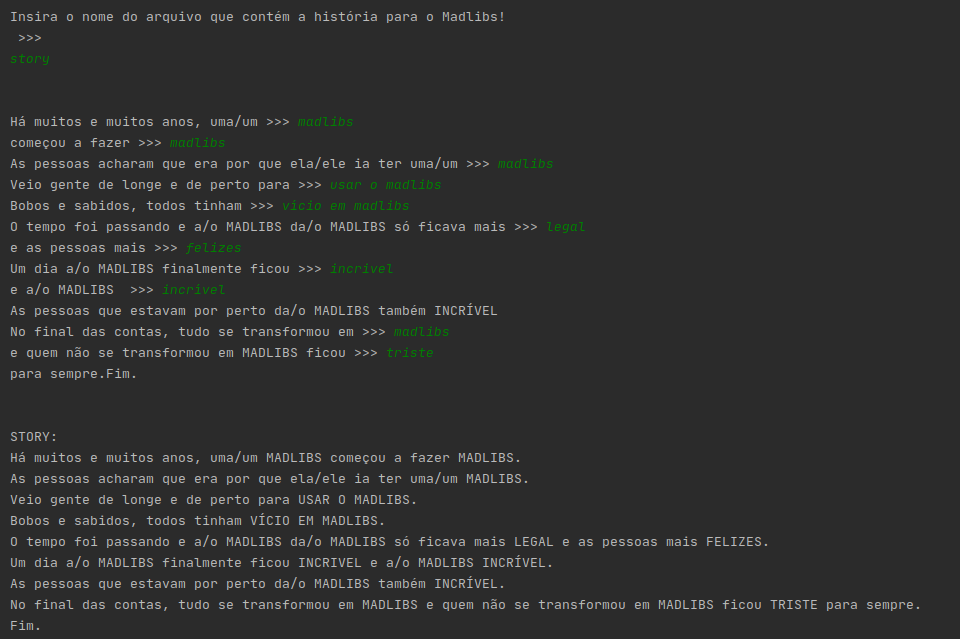 Insira o nome do arquivo que contém a história para o Madlibs!
>>>
story
Há muitos e muitos anos, uma/um >>> madlibs
começou a fazer >>> madlibs
As pessoas acharam que era por que ela/ele ia ter uma/um >>> madlibs
Veio gente de longe e de perto para >>> usar o madlibs
Bobos e sabidos, todos tinham >>> vício em madlibs
O tempo foi passando e a/o MADLIBS da/o MADLIBS só ficava mais >>> legal
e as pessoas mais >>> felizes
Um dia a/o MADLIBS finalmente ficou >>> incrivel
e a/o MADLIBS  >>> incrível
As pessoas que estavam por perto da/o MADLIBS também INCRÍVEL
No final das contas, tudo se transformou em >>> madlibs
e quem não se transformou em MADLIBS ficou >>> triste
para sempre.Fim.
STORY:
Há muitos e muitos anos, uma/um MADLIBS começou a fazer MADLIBS.
As pessoas acharam que era por que ela/ele ia ter uma/um MADLIBS.
Veio gente de longe e de perto para USAR O MADLIBS.
Bobos e sabidos, todos tinham VÍCIO EM MADLIBS.
O tempo foi passando e a/o MADLIBS da/o MADLIBS só ficava mais LEGAL e as pessoas mais FELIZES.
Um dia a/o MADLIBS finalmente ficou INCRIVEL e a/o MADLIBS INCRÍVEL.
As pessoas que estavam por perto da/o MADLIBS também INCRÍVEL.
No final das contas, tudo se transformou em MADLIBS e quem não se transformou em MADLIBS ficou TRISTE para sempre.
Fim.